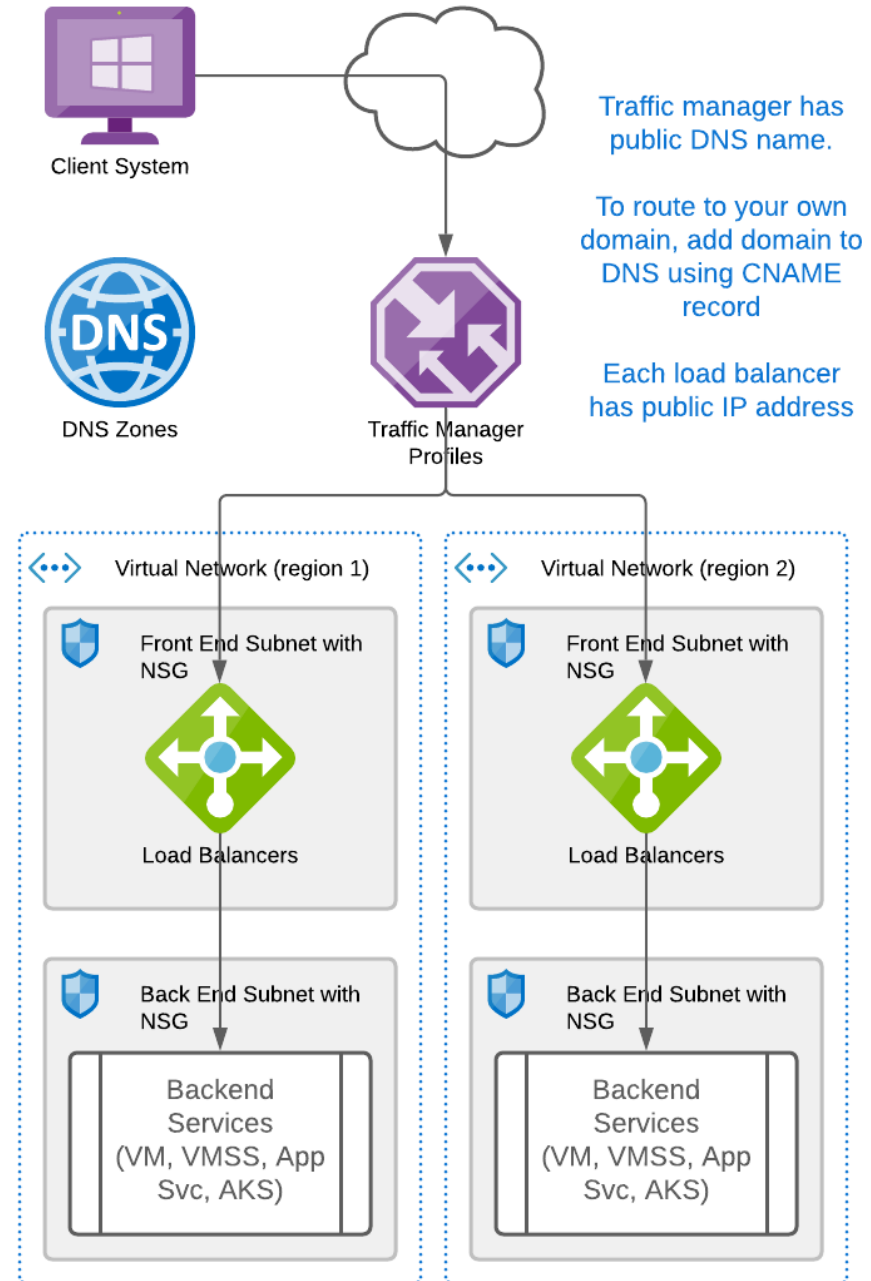 Client System
Traffic manager has
public DNS name.
To route to your own
domain, add domain to
DNS using CNAME
record
Each load balancer
has public IP address
DNS
DNS Zones
Traffic Manager
Profiles
Virtual Network (region 1)
Front End Subnet with
NSG
Load Balancers
Back End Subnet with
NSG
Backend
Services
(VM, VMSS, App
Svc, AKS)
Virtual Network (region 2)
Front End Subnet with
NSG
Load Balancers
Back End Subnet with
NSG
Backend
Services
(VM, VMSS, App
Svc, AKS)